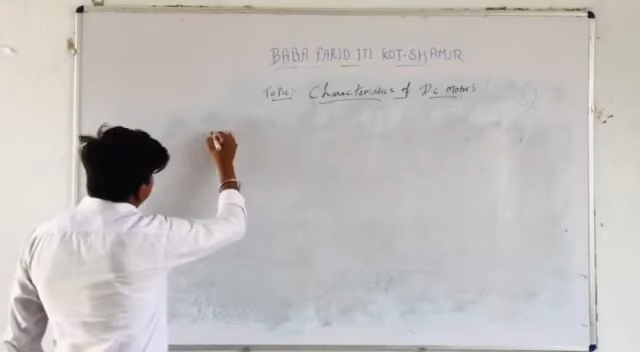 BABA FARID ITI KOT-SHAMIR
Topic:- Characteristics of Dc Motors